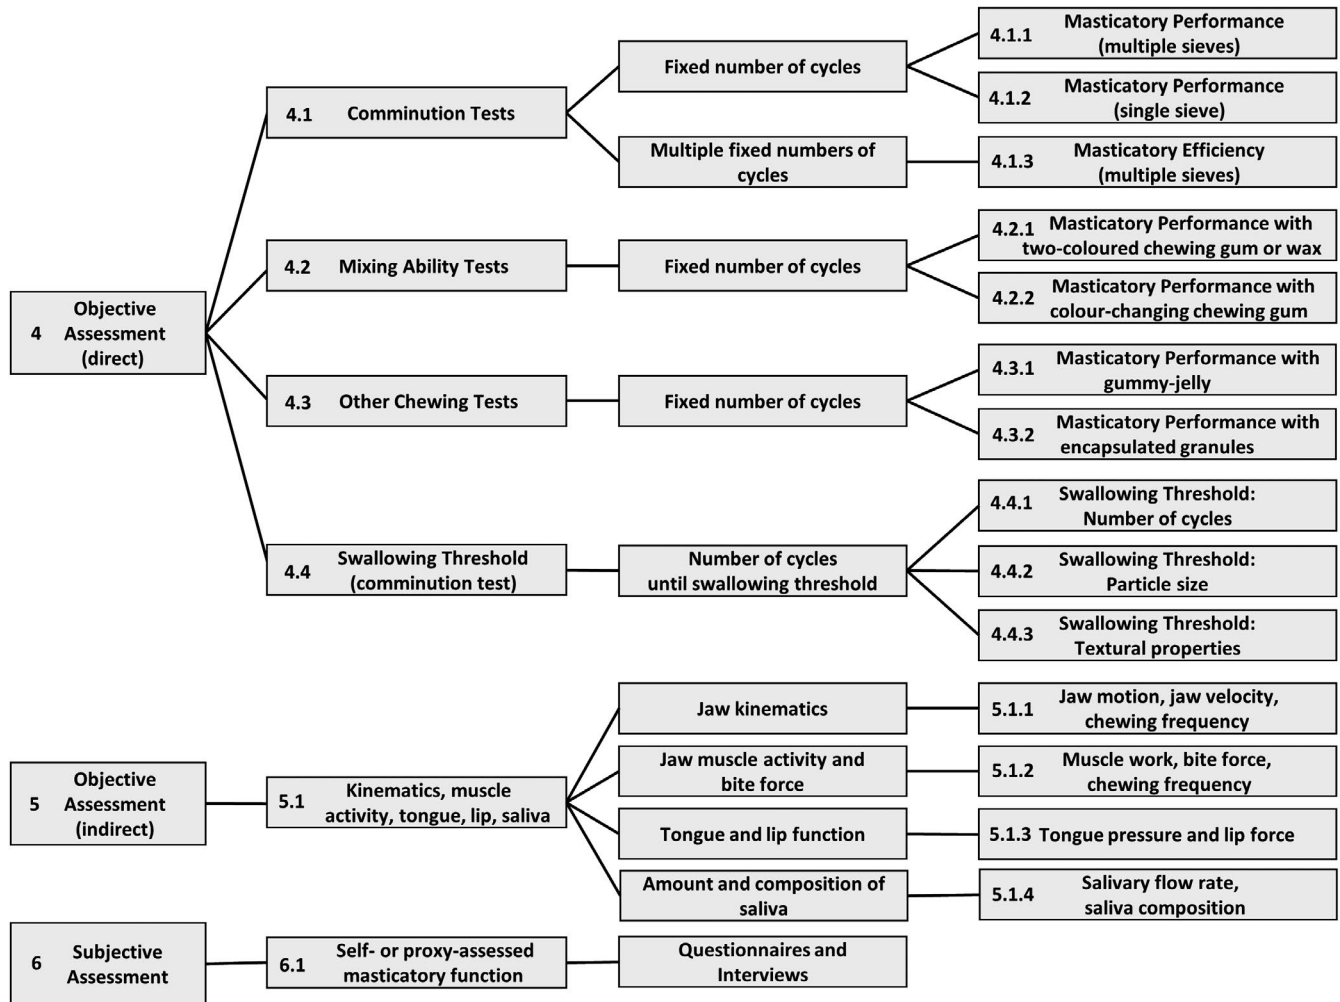 4 Objective
Assessment
(direct)
4.1 Comminution Tests
Fixed number of cycles
4.1.1 Masticatory Performance
(multiple sieves)
4.1.2 Masticatory Performance
(single sieve)
Multiple fixed numbers of
cycles
4.1.3 Masticatory Efficiency
(multiple sieves)
4.2 Mixing Ability Tests
Fixed number of cycles
4.2.1 Masticatory Performance with
two-coloured chewing gum or wax
4.2.2 Masticatory Performance with
colour-changing chewing gum
4.3 Other Chewing Tests
Fixed number of cycles
4.3.1 Masticatory Performance with
gummy-jelly
4.3.2 Masticatory Performance with
encapsulated granules
4.4 Swallowing Threshold
(comminution test)
Number of cycles
until swallowing threshold
4.4.1 Swallowing Threshold:
Number of cycles
4.4.2 Swallowing Threshold:
Particle size
4.4.3 Swallowing Threshold:
Textural properties
5 Objective
Assessment
(indirect)
5.1 Kinematics, muscle
activity, tongue, lip, saliva
Jaw kinematics
5.1.1 Jaw motion, jaw velocity,
chewing frequency
Jaw muscle activity and
bite force
5.1.2 Muscle work, bite force,
chewing frequency
Tongue and lip function
5.1.3 Tongue pressure and lip force
Amount and composition of
saliva
5.1.4 Salivary flow rate,
saliva composition
6 Subjective
Assessment
6.1 Self- or proxy-assessed
masticatory function
Questionnaires and
Interviews